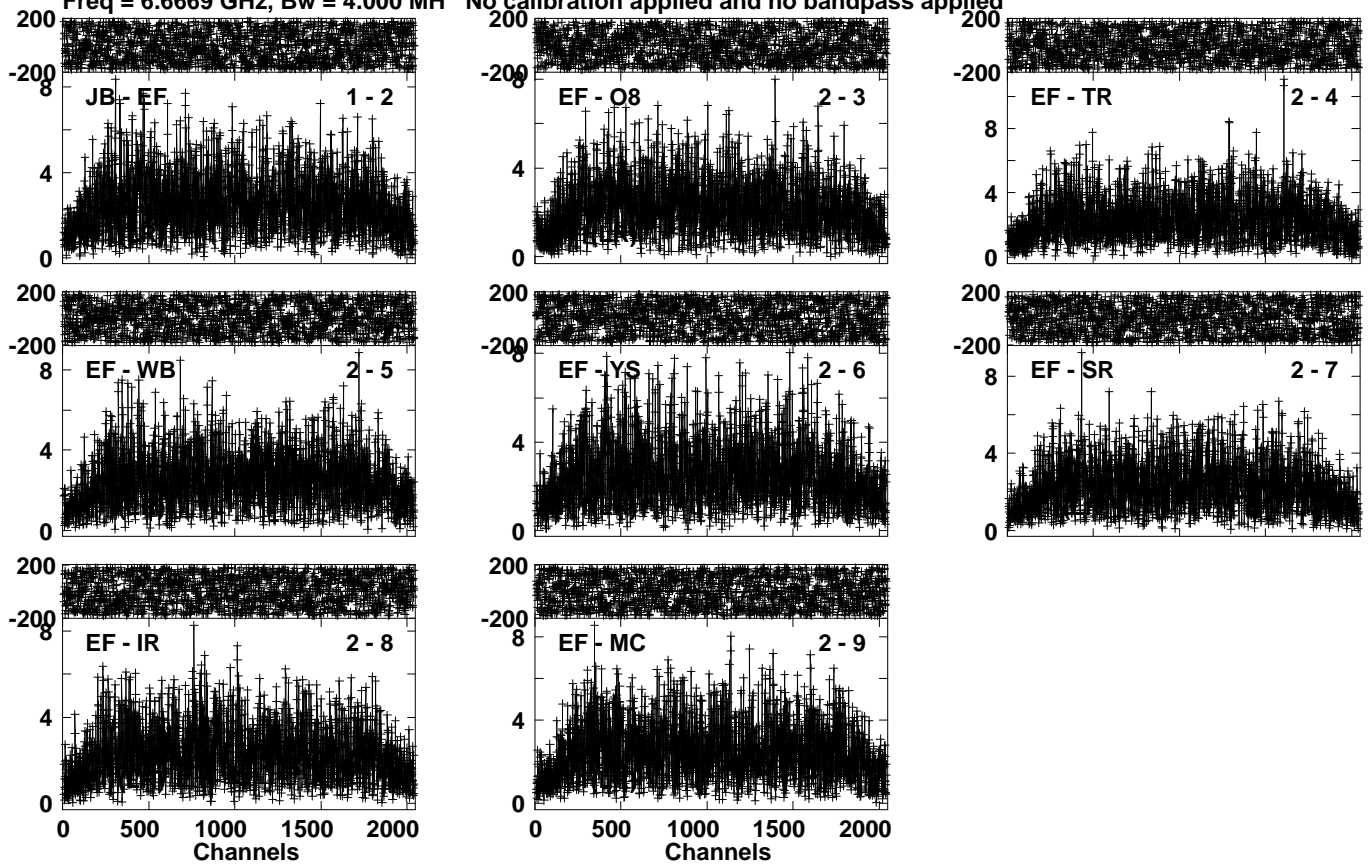 Freq = 6.6669 GHz, Bw = 4.000 MH No calibration applied and no bandpass applied
200 200 200
-200 -200 -200
8 JB - EF 1 - 2 8 EF - O8 2 - 3 EF - TR 2 - 4
8
4 4 4
0 0 0
200 200 200
-200 -200 -200
8 EF - WB 2 - 5 8 EF - YS 2 - 6 8 EF - SR 2 - 7
4 4 4
0 0 0
200 200
-200 -200
8 EF - IR 2 - 8 8 EF - MC 2 - 9
4 4
0 0
0 500 1000 1500 2000 0 500 1000 1500 2000
Channels Channels